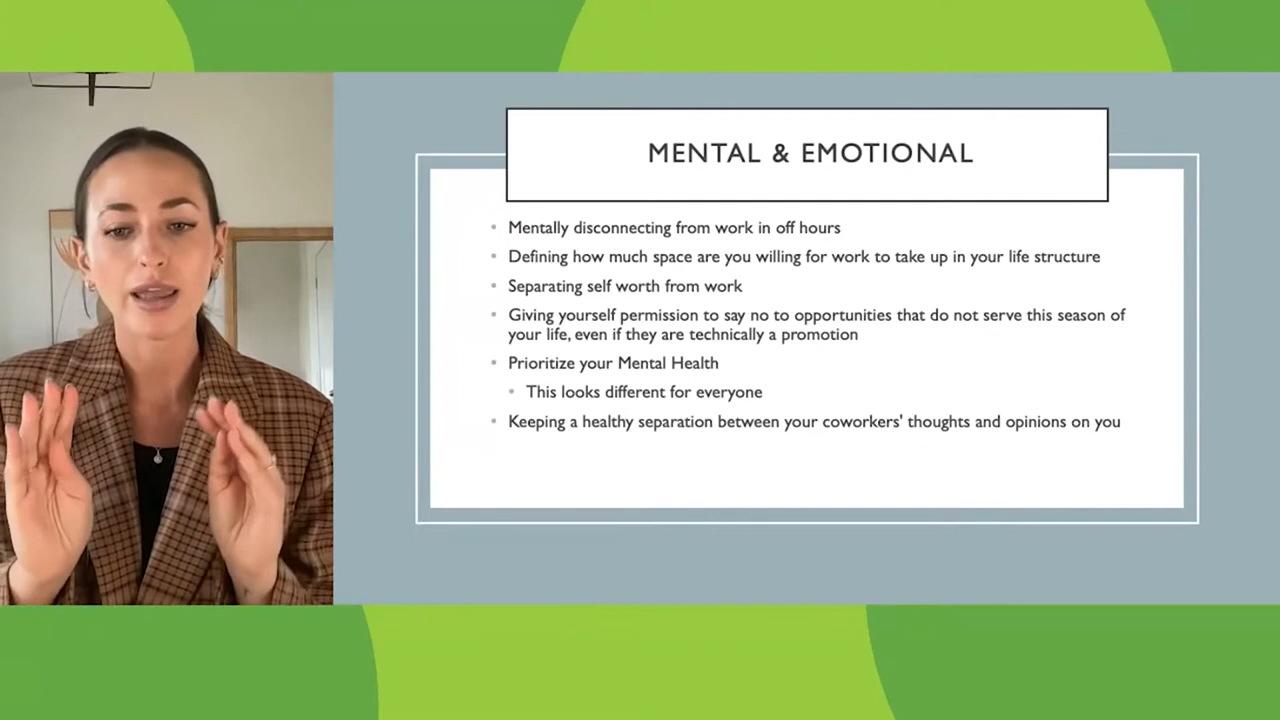 MENTAL & EMOTIONAL
Mentally disconnecting from work in off hours
Defining how much space are you willing for work to take up in your life structure
Separating self worth from work
Giving yourself permission to say no to opportunities that do not serve this season of
your life, even if they are technically a promotion
Prioritize your Mental Health
This looks different for everyone
Keeping a healthy separation between your coworkers' thoughts and opinions on you